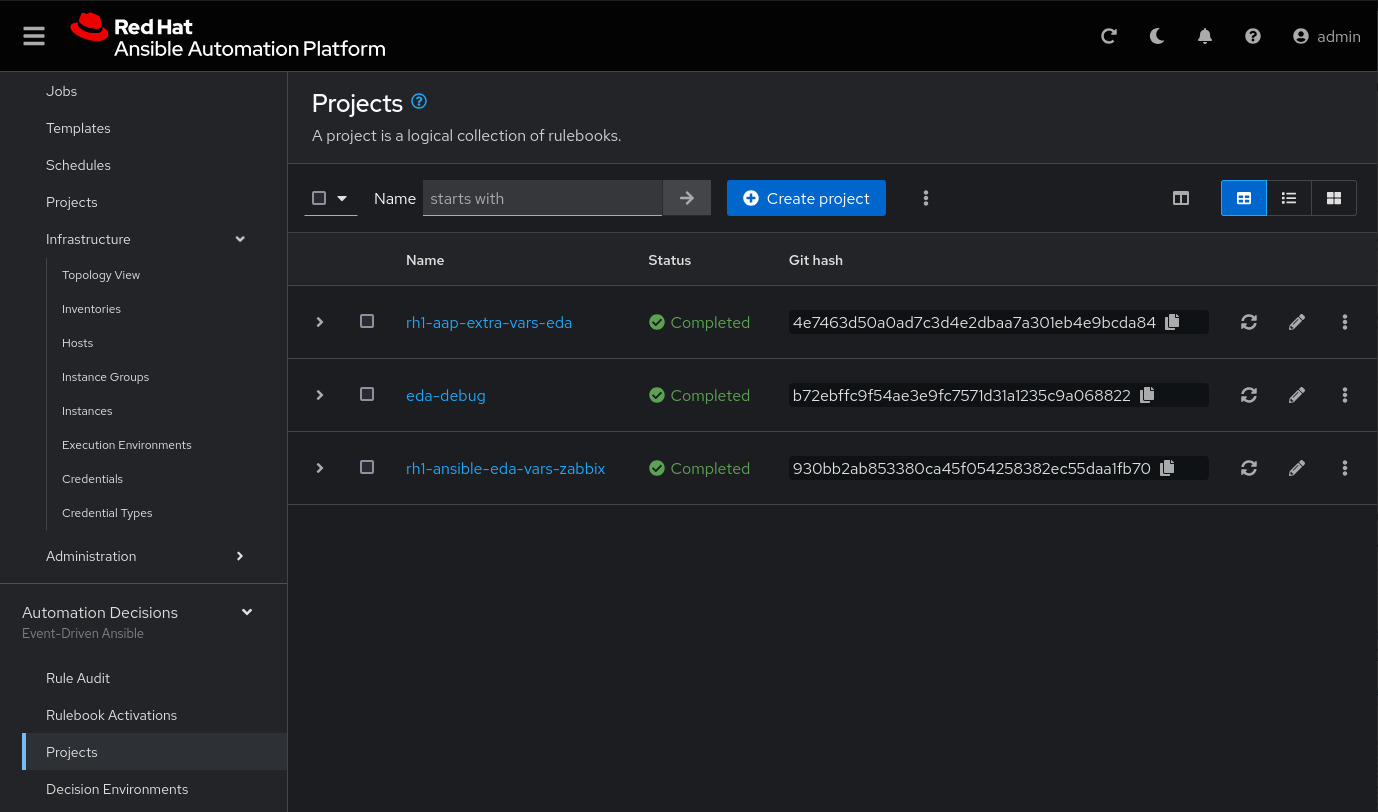 Red Hat
Ansible Automation Platform
admin
Jobs
Templates
Schedules
Projects
Infrastructure
Topology View
Inventories
Hosts
Instance Groups
Instances
Execution Environments
Credentials
Credential Types
Administration
Automation Decisions
Event-Driven Ansible
Rule Audit
Rulebook Activations
Projects
Decision Environments
Projects
A project is a logical collection of rulebooks.
Name starts with Create project
Name Status Git hash
rh1-aap-extra-vars-eda Completed 4e7463d50a0ad7c3d4e2dbaa7a301eb4e9bcda84
eda-debug Completed b72ebffc9f54ae3e9fc7571d31a1235c9a068822
rh1-ansible-eda-vars-zabbix Completed 930bb2ab853380ca45f054258382ec55daa1fb70